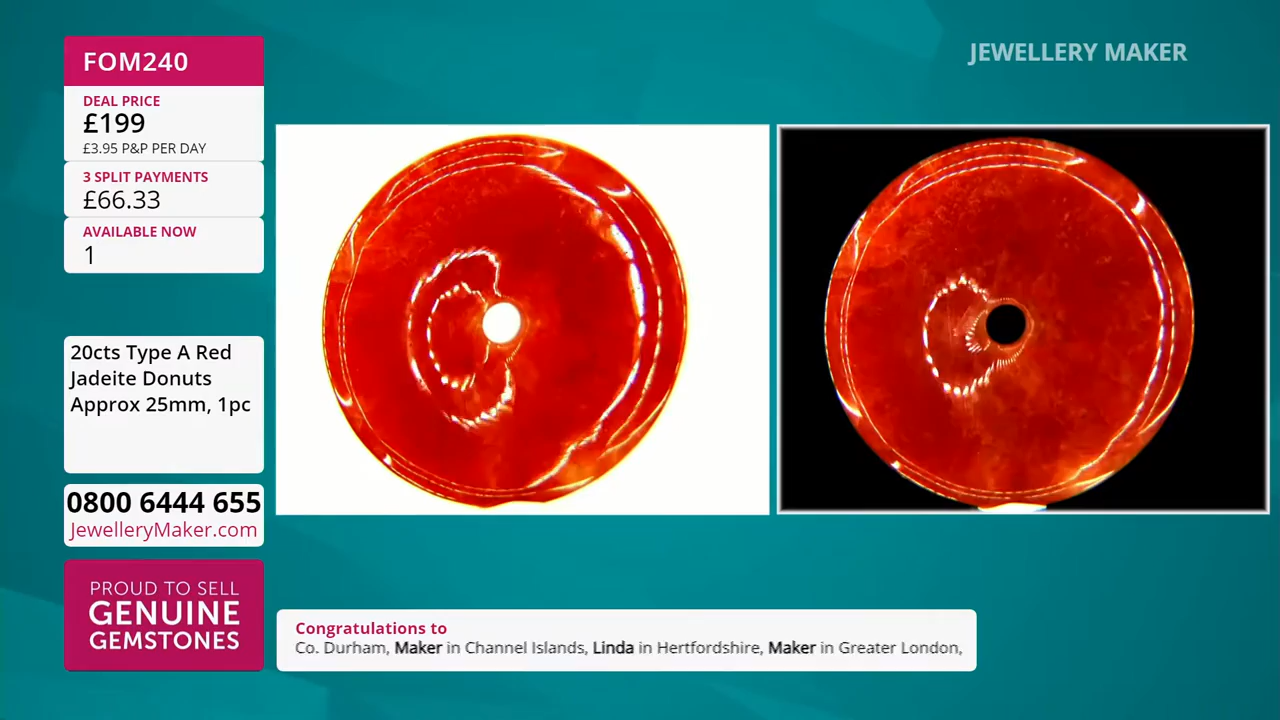 FOM240
DEAL PRICE
£199
£3.95 P&P PER DAY
3 SPLIT PAYMENTS
£66.33
AVAILABLE NOW
1
20cts Type A Red
Jadeite Donuts
Approx 25mm, 1pc
0800 6444 655
JewelleryMaker.com
PROUD TO SELL
GENUINE
GEMSTONES
JEWELLERY MAKER
Congratulations to
Co. Durham, Maker in Channel Islands, Linda in Hertfordshire, Maker in Greater London,